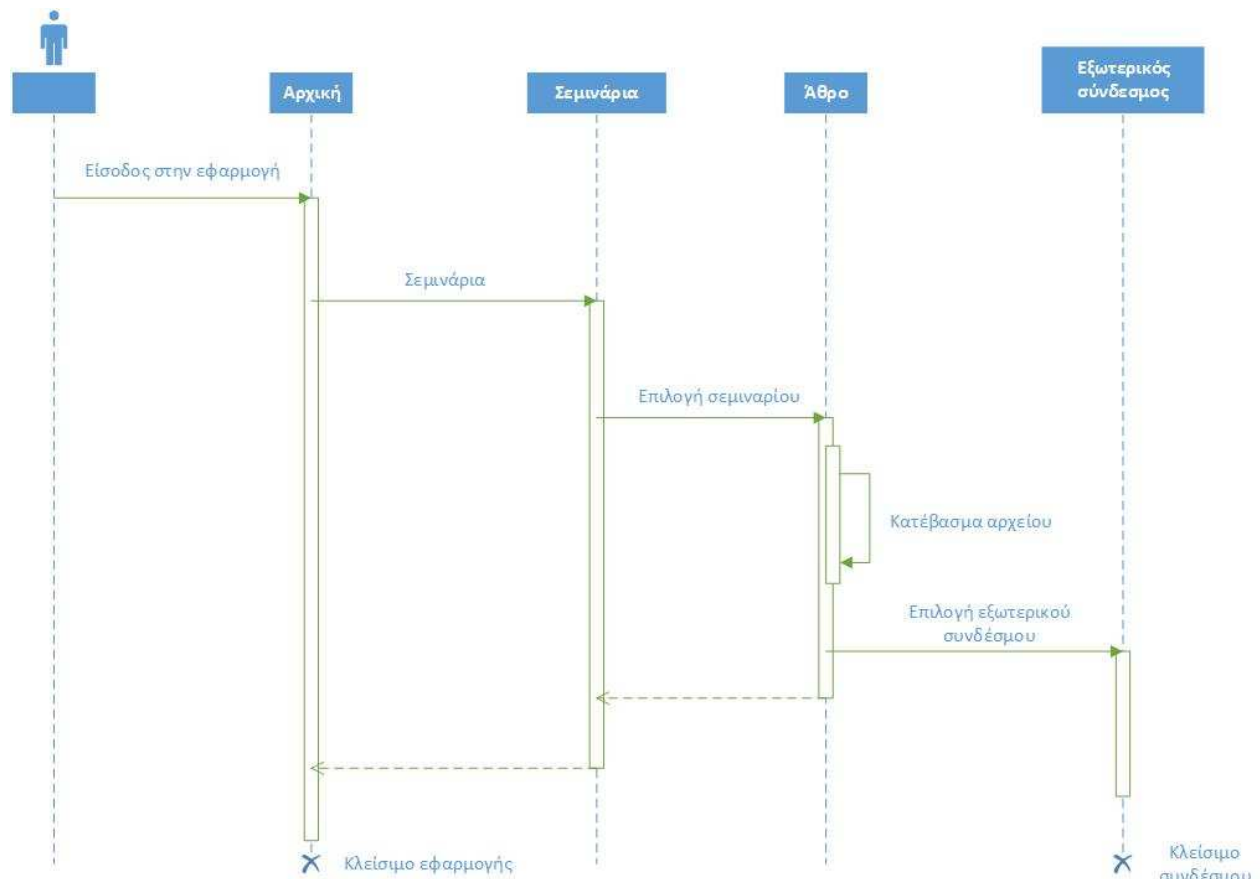 Αρχική
Σεμινάρια
Άθρο
Εξωτερικός
σύνδεσμος
Είσοδος στην εφαρμογή
Σεμινάρια
Επιλογή σεμιναρίου
Κατέβασμα αρχείου
Επιλογή εξωτερικού
συνδέσμου
Κλείσιμο εφαρμογής
Κλείσιμο
συνδέσμου